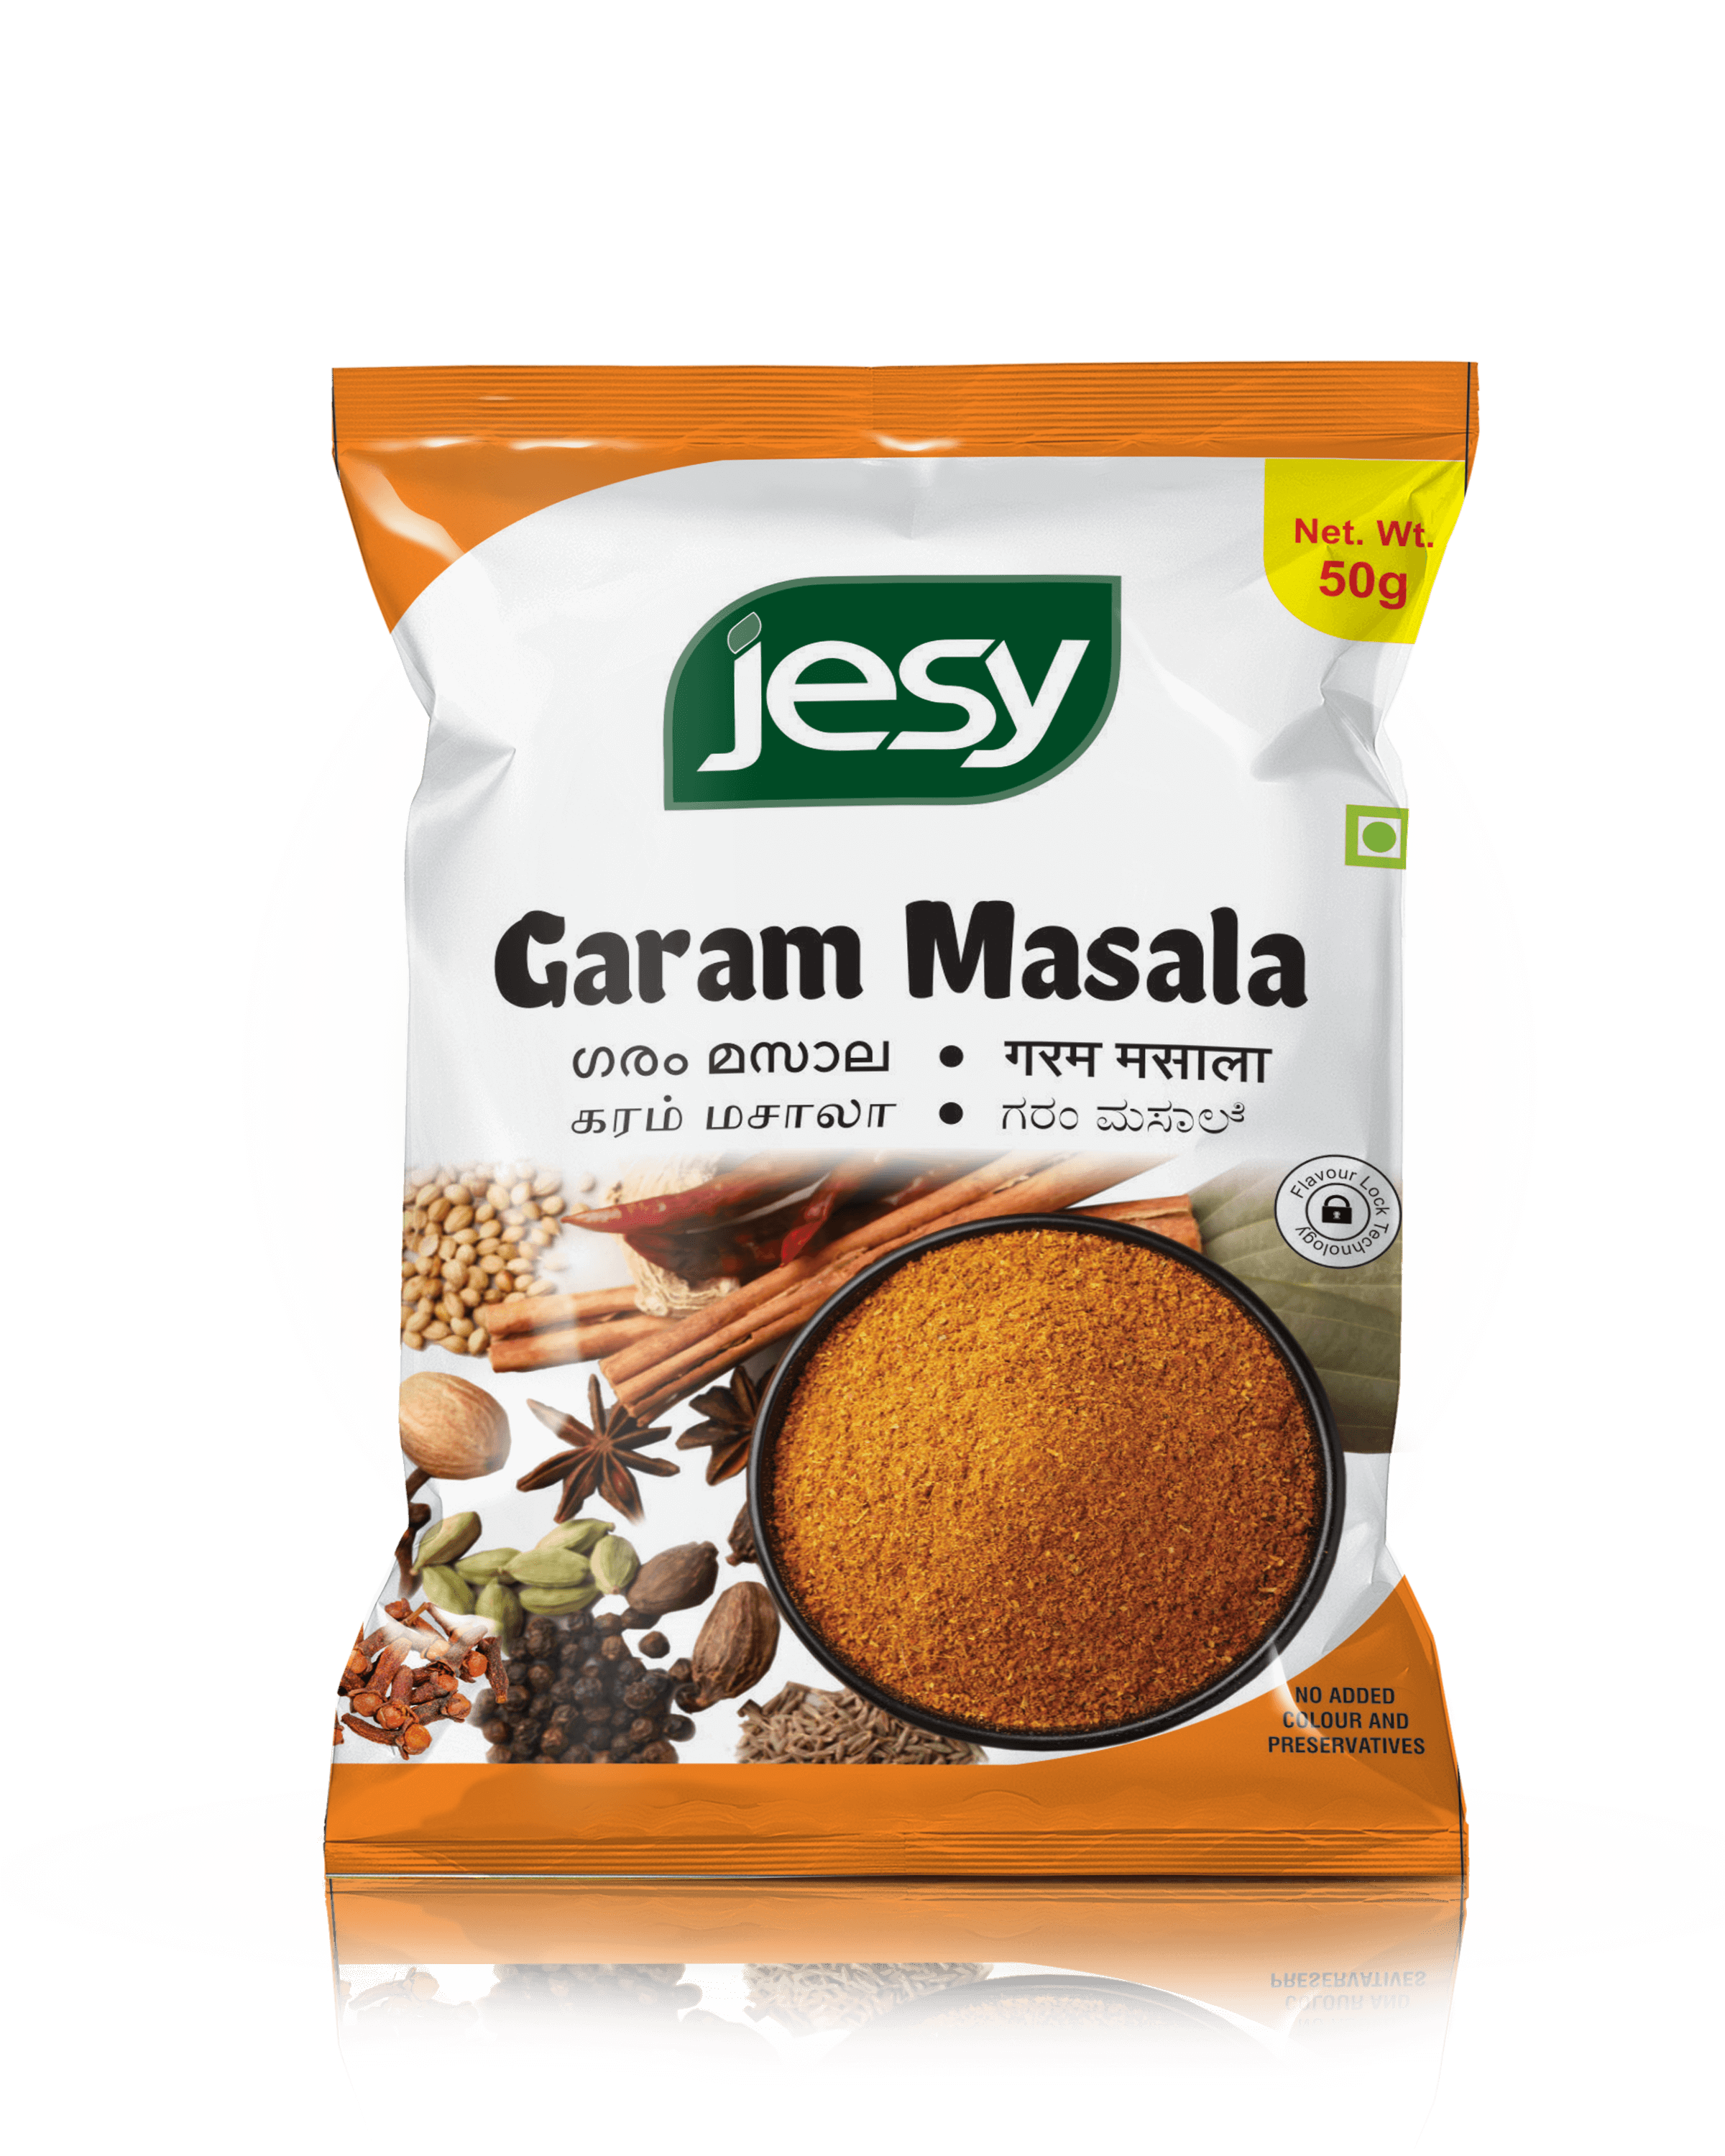 Net. Wt.
50g
jesy
Garam Masala
ഗരം മസാല • गरम मसाला
கரம் மசாலா • ಗರಂ ಮಸಾಲೆ
Flavour Lock Technology
NO ADDED
COLOUR AND
PRESERVATIVES